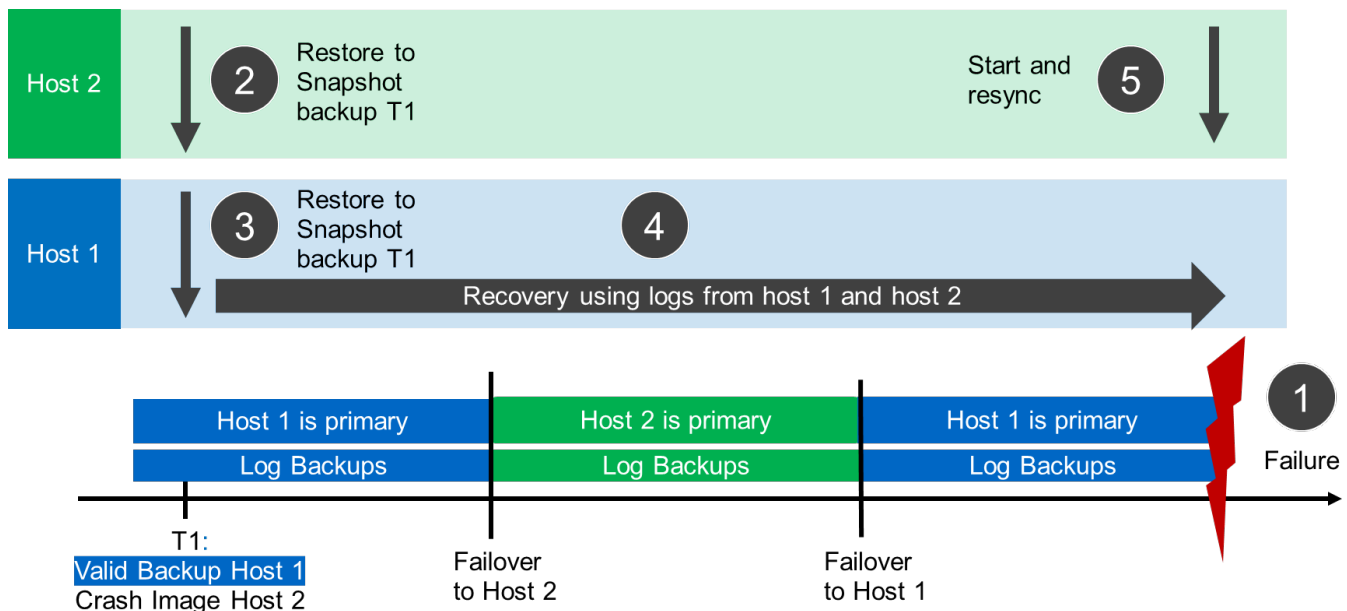 Host 2
2
Restore to
Snapshot
backup T1
Start and
resync
5
Host 1
3
Restore to
Snapshot
backup T1
4
Recovery using logs from host 1 and host 2
Host 1 is primary
Host 2 is primary
Host 1 is primary
1
Log Backups
Log Backups
Log Backups
Failure
T1:
Valid Backup Host 1
Crash Image Host 2
Failover
to Host 2
Failover
to Host 1